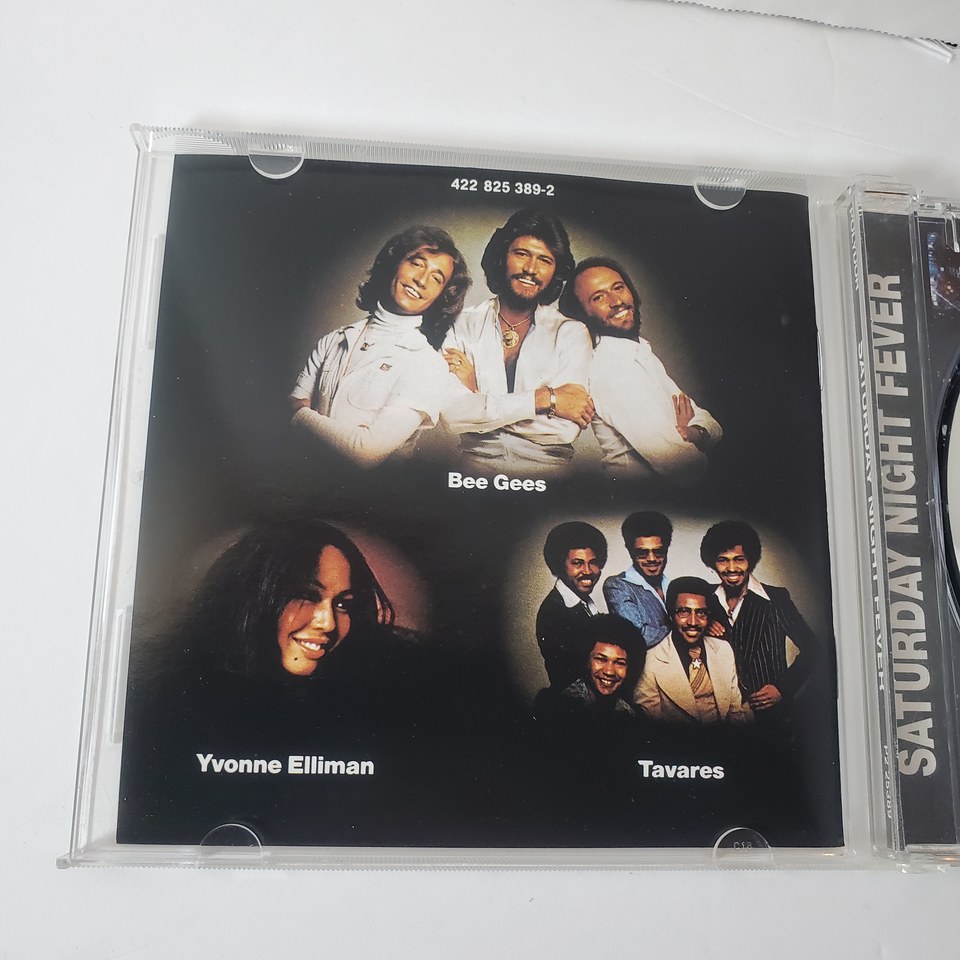 422 825 389-2
Bee Gees
Yvonne Elliman
Tavares
SATURDAY NIGHT FEVER
SATURDAY NIGHT FEVER